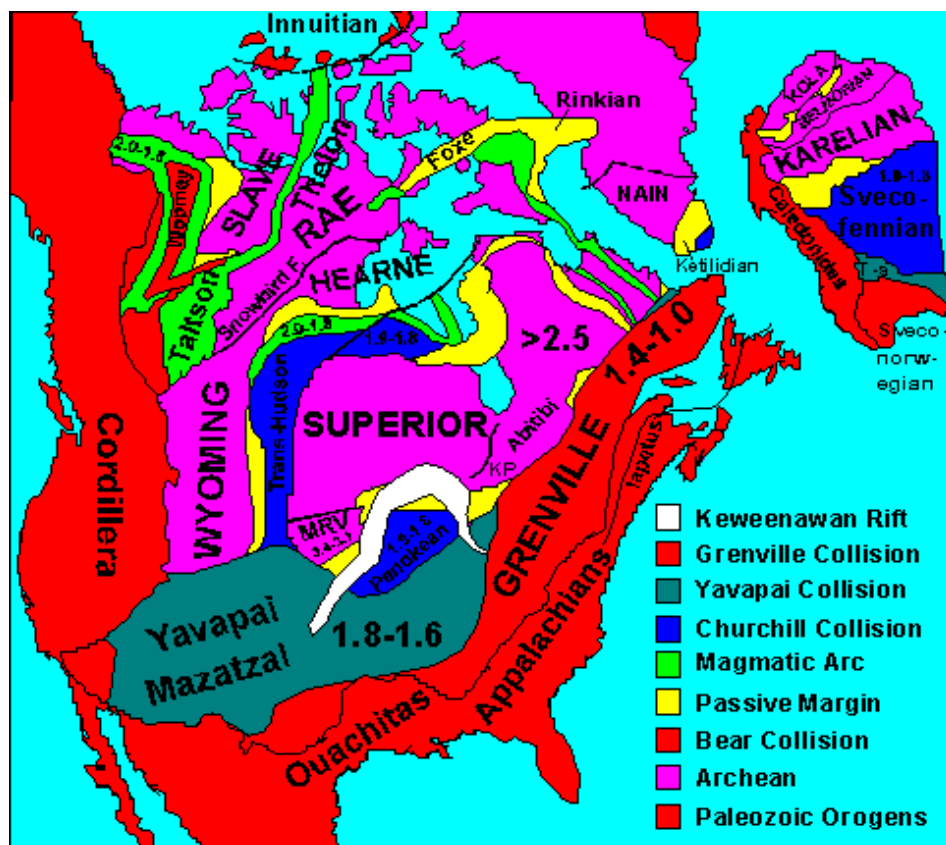 Innuitian
Rinkian
KOLA
BELMORIAN
KARELIAN
2.0-1.8
Foxe
SLAVE
Thelon
NAIN
1.9-1.8
Wopmay
RAE
Sveco-
fennian
Caledonides
Ketilidian
HEARNE
Snowbird F.
Taltson
T-a
2.0-1.8
1.9-1.8
>2.5
1.4-1.0
Sveco
norw-
egian
Cordillera
WYOMING
Trans-Hudson
SUPERIOR
Abitibi
KP
GRENVILLE
Iapetus
MRV
Penokean
Keweenawan Rift
Grenville Collision
Yavapai Collision
Churchill Collision
Magmatic Arc
Passive Margin
Bear Collision
Archean
Paleozoic Orogens
Yavapai
Mazatzal
1.8-1.6
Appalachians
Ouachitas